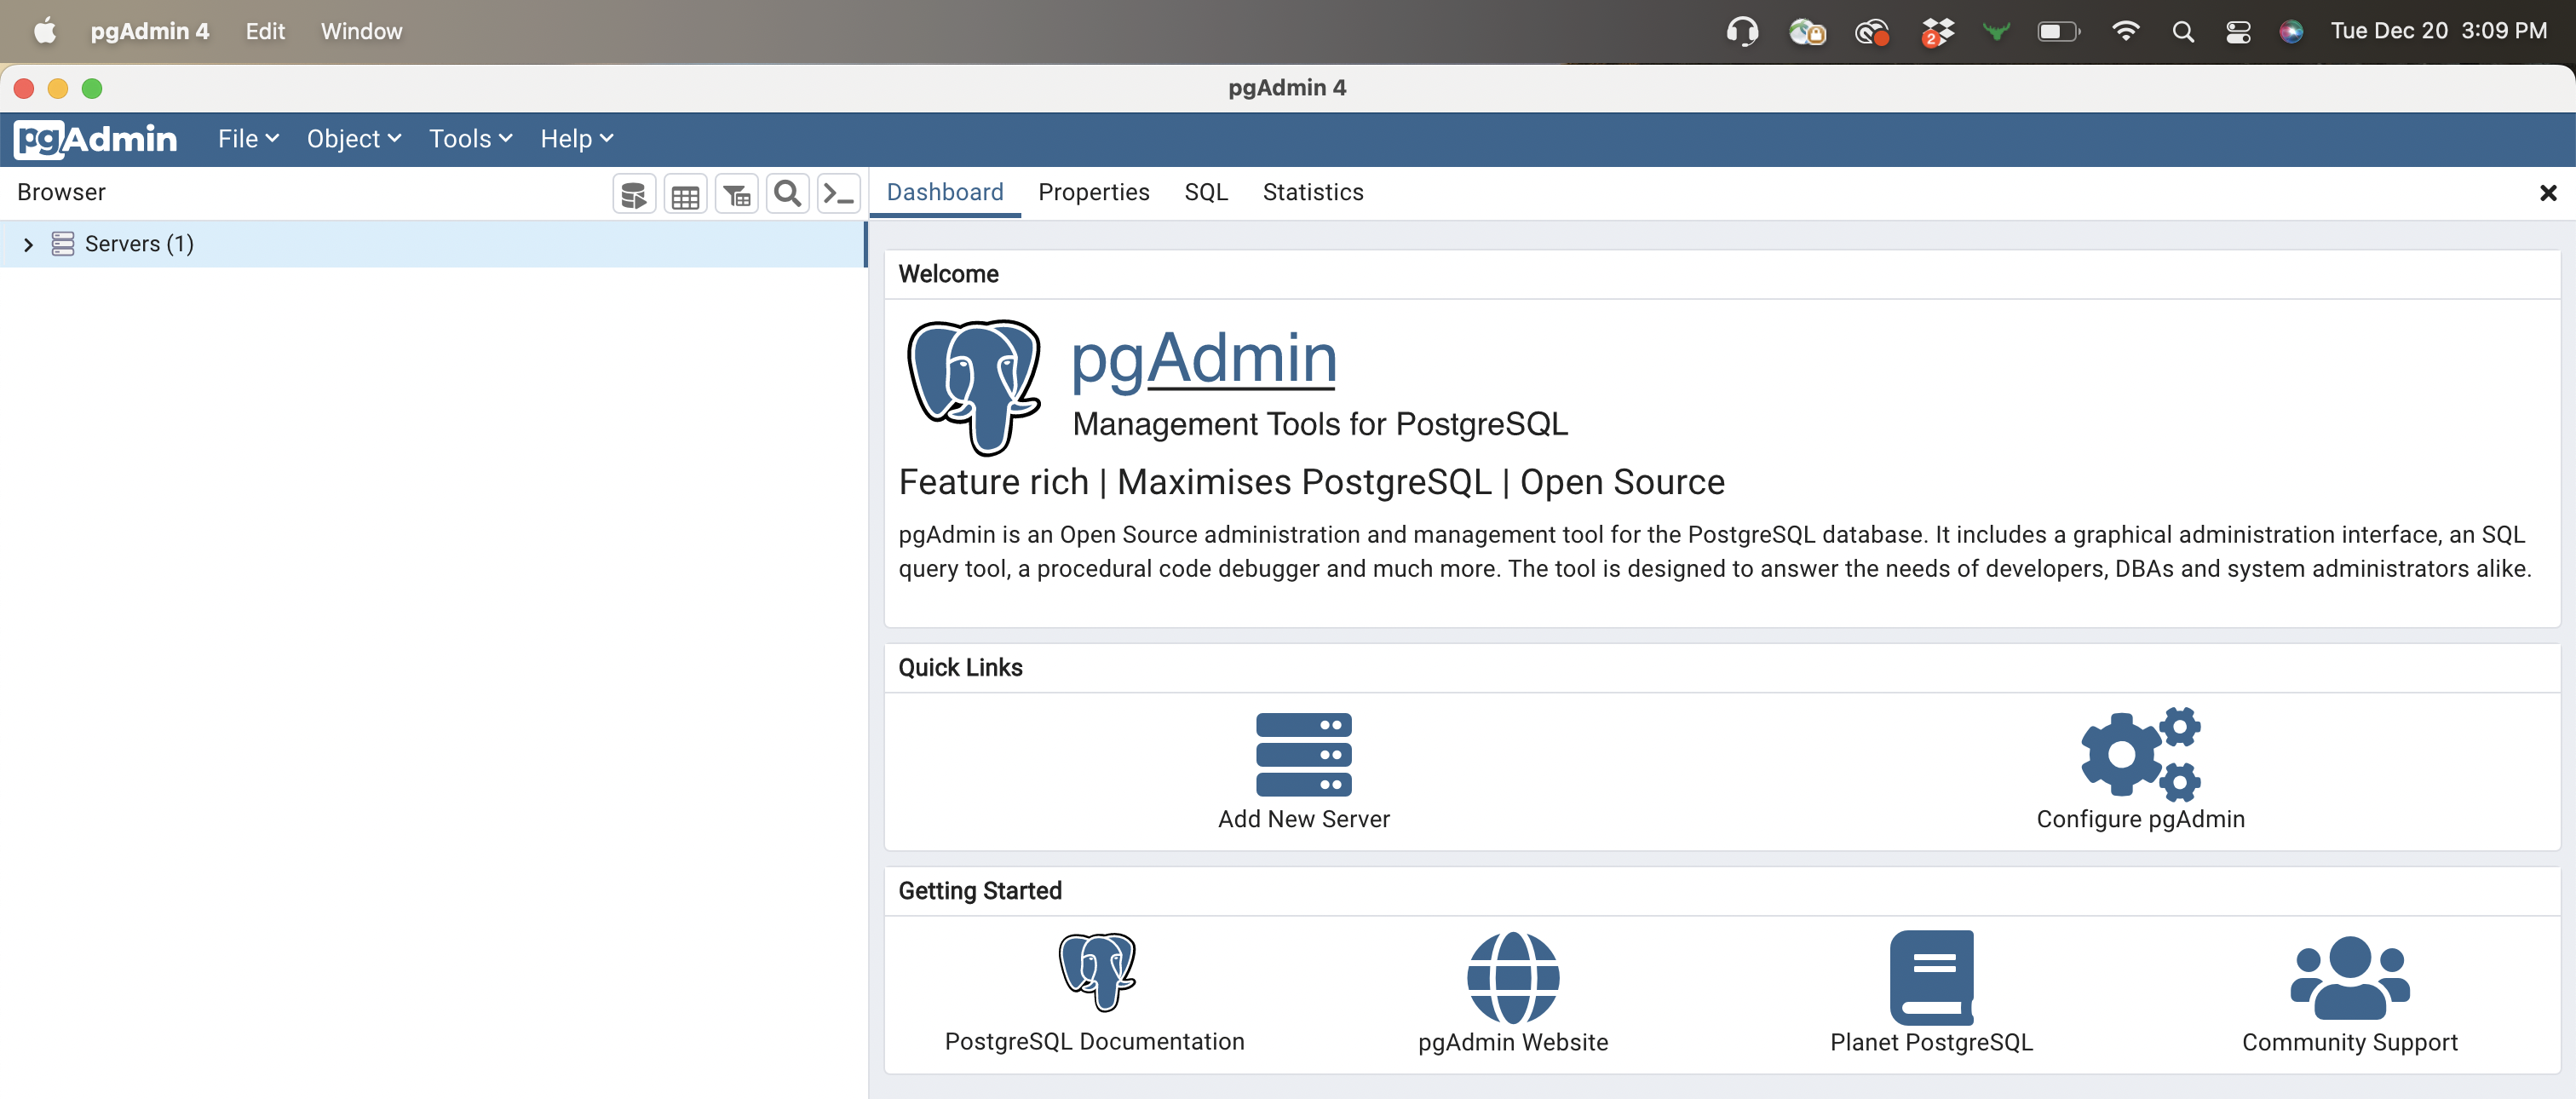 pgAdmin 4 Edit Window Tue Dec 20 3:09 PM
2
pgAdmin 4
pgAdmin File Object Tools Help
Browser
Dashboard Properties SQL Statistics
Servers (1)
Welcome
pgAdmin
Management Tools for PostgreSQL
Feature rich | Maximises PostgreSQL | Open Source
pgAdmin is an Open Source administration and management tool for the PostgreSQL database. It includes a graphical administration interface, an SQL
query tool, a procedural code debugger and much more. The tool is designed to answer the needs of developers, DBAs and system administrators alike.
Quick Links
Add New Server
Configure pgAdmin
Getting Started
PostgreSQL Documentation
pgAdmin Website
Planet PostgreSQL
Community Support